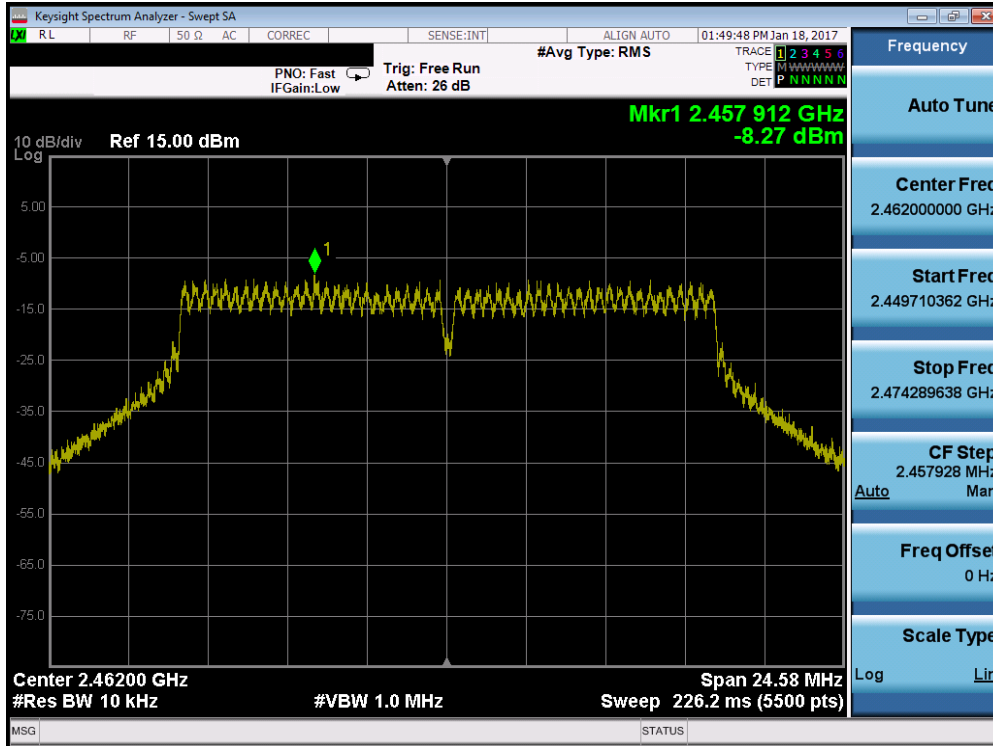 Keysight Spectrum Analyzer - Swept SA
LXI RL RF 50 Ω AC CORREC SENSE:INT ALIGN AUTO 01:49:48 PM Jan 18, 2017
#Avg Type: RMS
TRACE 1 2 3 4 5 6
TYPE M WWWWW
DET P N N N N N
PNO: Fast
IFGain:Low
Trig: Free Run
Atten: 26 dB
Mkr1 2.457 912 GHz
-8.27 dBm
10 dB/div
Log
Ref 15.00 dBm
5.00
-5.00
-15.0
-25.0
-35.0
-45.0
-55.0
-65.0
-75.0
1
Center 2.46200 GHz
Span 24.58 MHz
#Res BW 10 kHz
#VBW 1.0 MHz
Sweep 226.2 ms (5500 pts)
MSG
STATUS
Frequency
Auto Tune
Center Freq
2.462000000 GHz
Start Freq
2.449710362 GHz
Stop Freq
2.474289638 GHz
CF Step
2.457928 MHz
Auto Man
Freq Offset
0 Hz
Scale Type
Log Lin